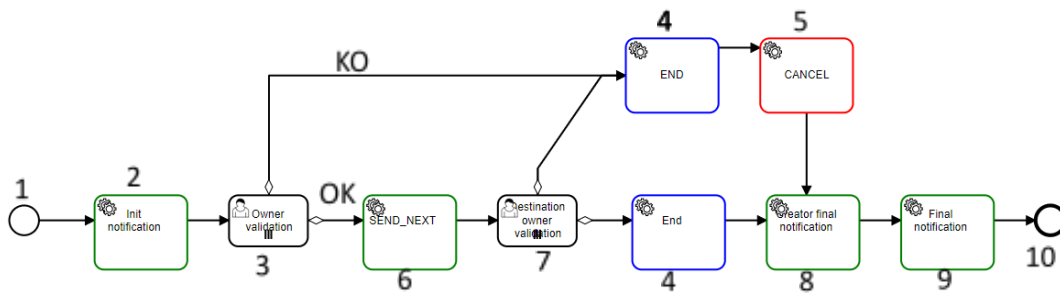 4
5
KO
END
CANCEL
1
2
OK
Init
notification
Owner
validation
SEND_NEXT
Destination
owner
validation
End
Creator final
notification
Final
notification
3
6
7
4
8
9
10